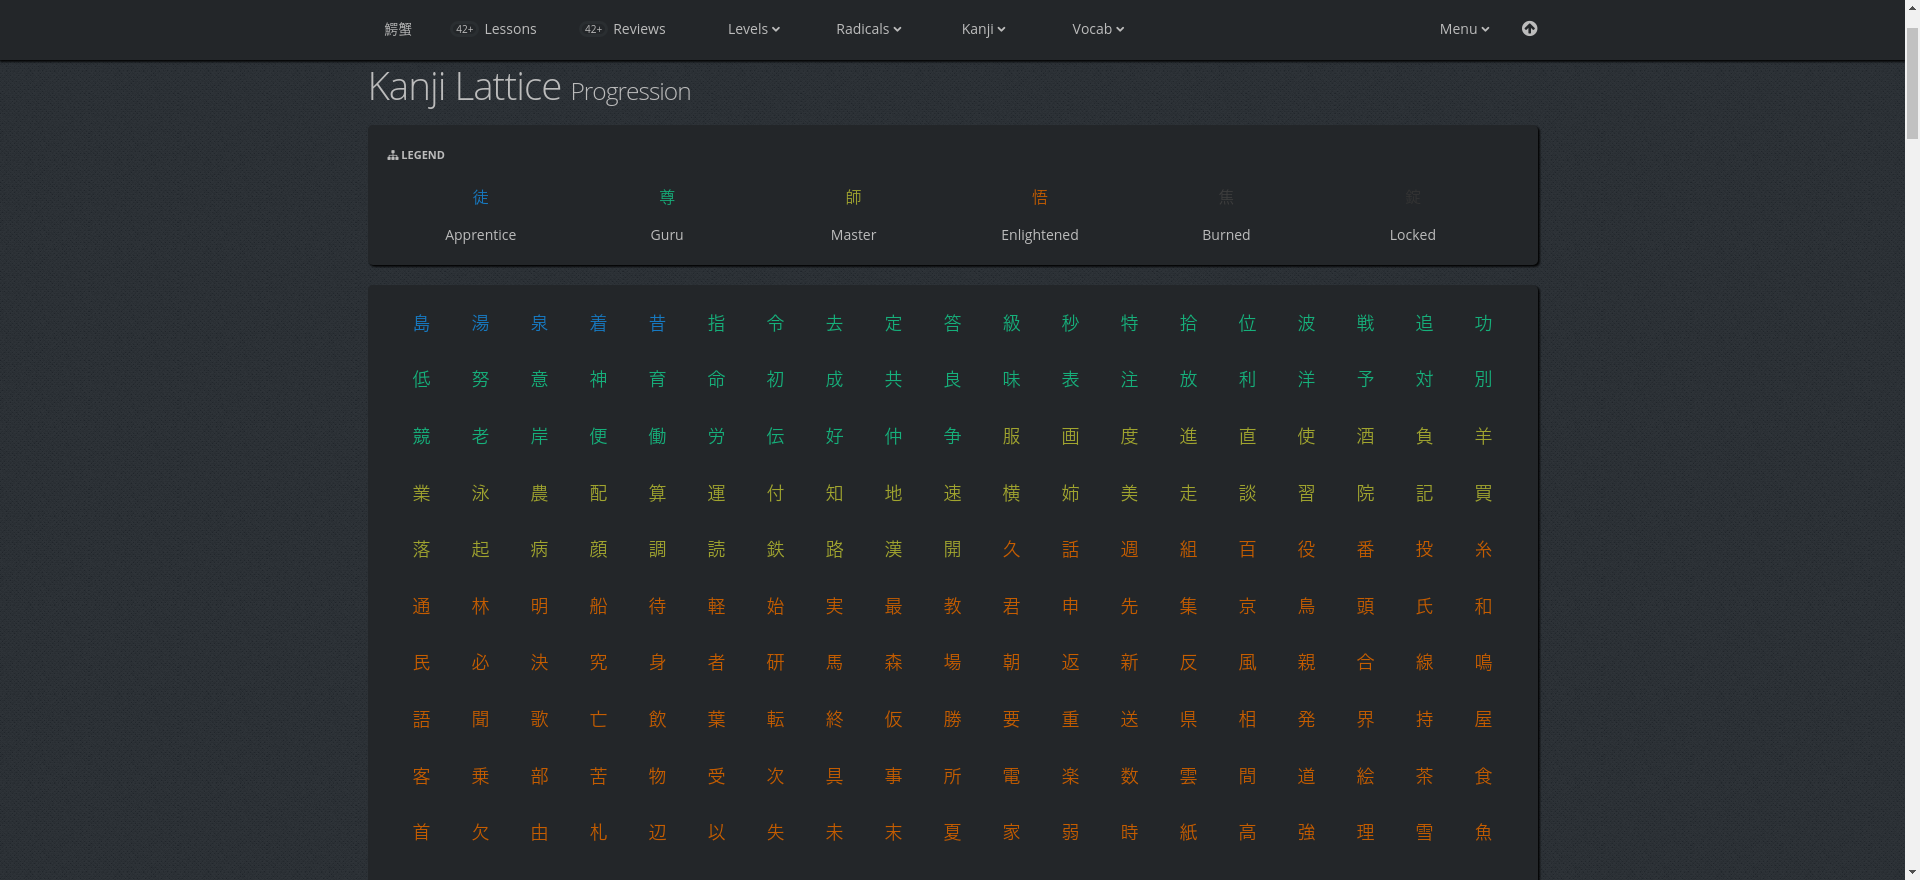 鰐蟹 42+ Lessons 42+ Reviews Levels Radicals Kanji Vocab Menu
Kanji Lattice Progression
LEGEND
徒 尊 師 悟 焦 錠
Apprentice Guru Master Enlightened Burned Locked
島 湯 泉 着 昔 指 令 去 定 答 級 秒 特 拾 位 波 戦 追 功
低 努 意 神 育 命 初 成 共 良 味 表 注 放 利 洋 予 対 別
競 老 岸 便 働 労 伝 好 仲 争 服 画 度 進 直 使 酒 負 羊
業 泳 農 配 算 運 付 知 地 速 横 姉 美 走 談 習 院 記 買
落 起 病 顔 調 読 鉄 路 漢 開 久 話 週 組 百 役 番 投 糸
通 林 明 船 待 軽 始 実 最 教 君 申 先 集 京 鳥 頭 氏 和
民 必 決 究 身 者 研 馬 森 場 朝 返 新 反 風 親 合 線 鳴
語 聞 歌 亡 飲 葉 転 終 仮 勝 要 重 送 県 相 発 界 持 屋
客 乗 部 苦 物 受 次 具 事 所 電 楽 数 雲 間 道 絵 茶 食
首 欠 由 札 辺 以 失 未 末 夏 家 弱 時 紙 高 強 理 雪 魚